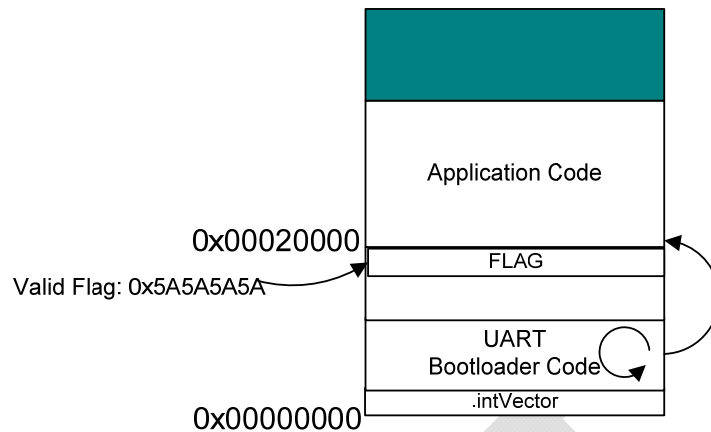 Application Code
0x00020000
FLAG
Valid Flag: 0x5A5A5A5A
UART
Bootloader Code
.intVector
0x00000000